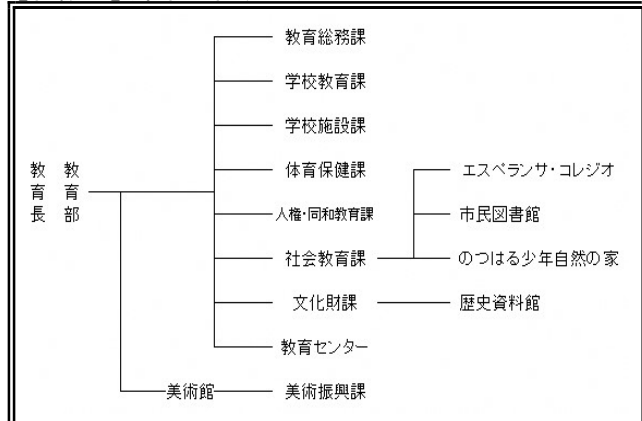 教育総務課
学校教育課
学校施設課
教育長 教育部
体育保健課
エスペランサ・コレジオ
人権・同和教育課
市民図書館
社会教育課
のつはる少年自然の家
文化財課
歴史資料館
教育センター
美術館
美術振興課